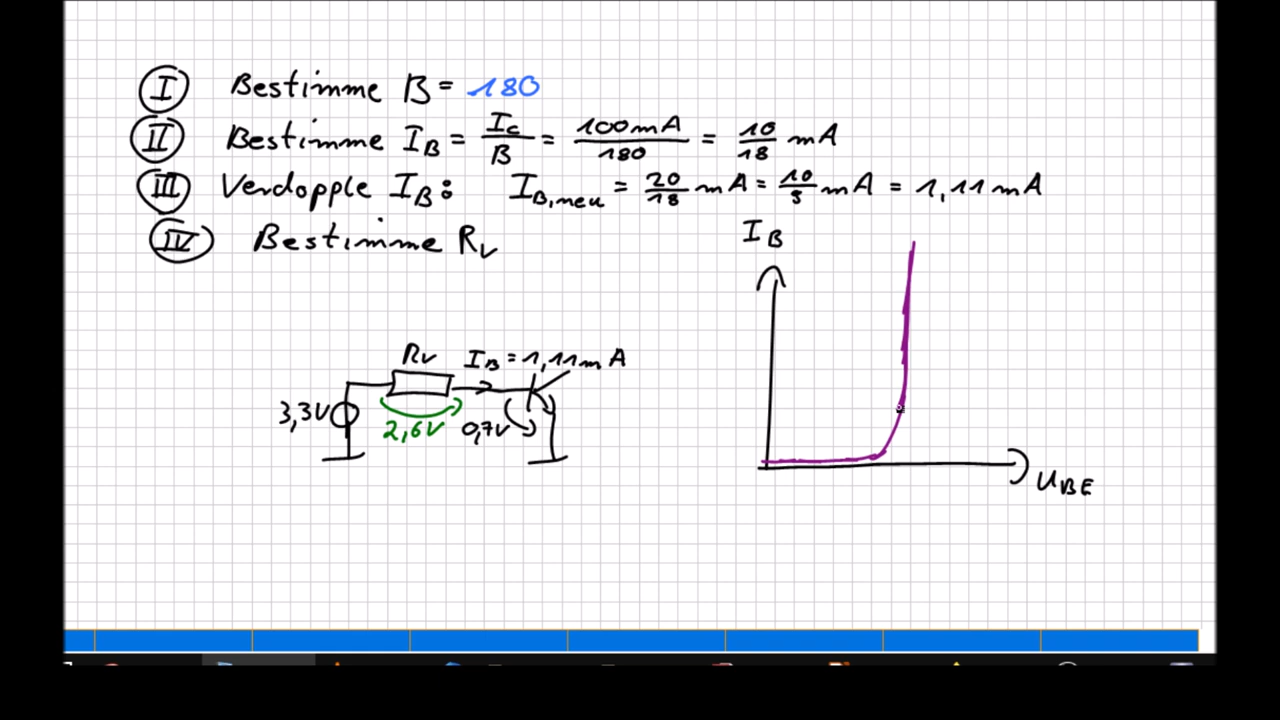 I Bestimme B = 180
II Bestimme I_B = I_C / B = 100mA / 180 = 10/18 mA
III Verdopple I_B: I_B,neu = 20/18 mA = 10/9 mA = 1,11 mA
IV Bestimme R_v
I_B
R_v I_B = 1,11mA
3,3V 2,6V 0,7V
U_BE